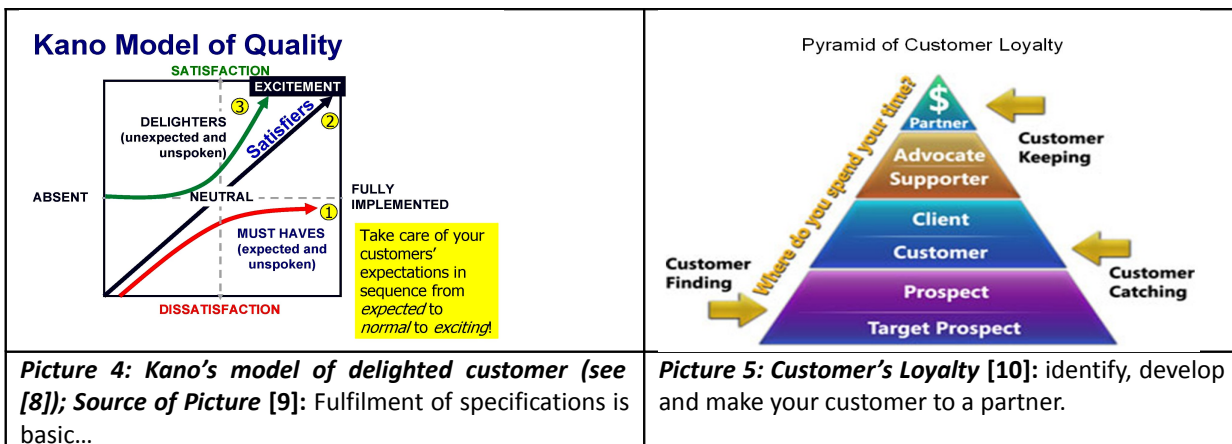 Kano Model of Quality
SATISFACTION
EXCITEMENT
3
2
DELIGHTERS
(unexpected and
unspoken)
Satisfiers
ABSENT
NEUTRAL
FULLY
IMPLEMENTED
1
MUST HAVES
(expected and
unspoken)
DISSATISFACTION
Take care of your
customers'
expectations in
sequence from
expected to
normal to exciting!
Pyramid of Customer Loyalty
Where do you spend your time?
$
Partner
Customer
Keeping
Advocate
Supporter
Client
Customer
Customer
Finding
Customer
Catching
Prospect
Target Prospect
Picture 4: Kano's model of delighted customer (see
[8]); Source of Picture [9]: Fulfilment of specifications is
basic...
Picture 5: Customer's Loyalty [10]: identify, develop
and make your customer to a partner.